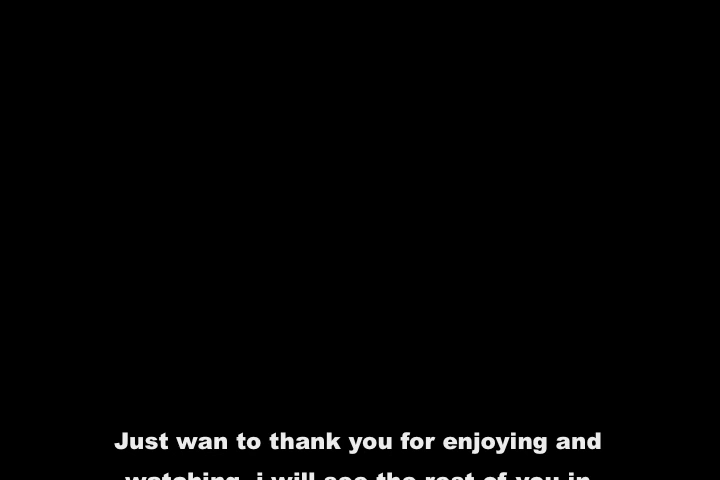 Just wan to thank you for enjoying and
watching, i will see the rest of you in